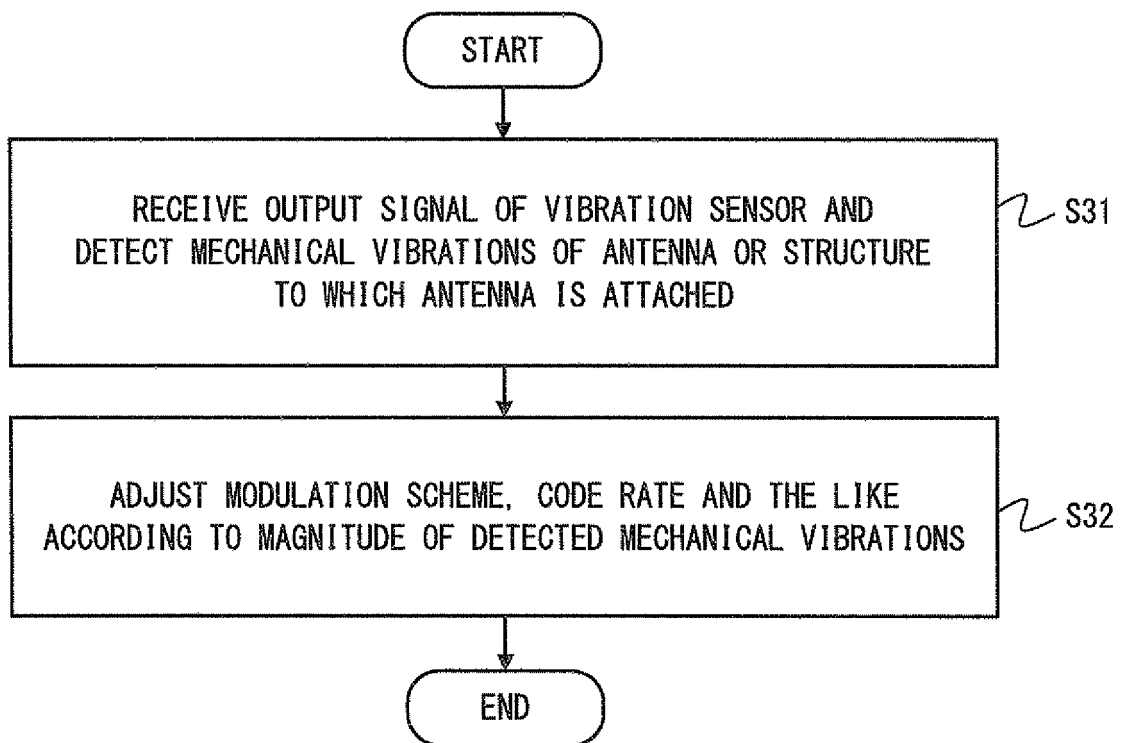 START
RECEIVE OUTPUT SIGNAL OF VIBRATION SENSOR AND
DETECT MECHANICAL VIBRATIONS OF ANTENNA OR STRUCTURE
TO WHICH ANTENNA IS ATTACHED
S31
ADJUST MODULATION SCHEME, CODE RATE AND THE LIKE
ACCORDING TO MAGNITUDE OF DETECTED MECHANICAL VIBRATIONS
S32
END